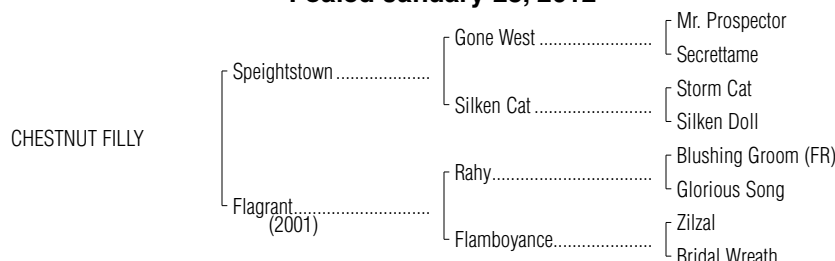 Foaled January 2012
Mr. Prospector
Gone West
Secrettame
Speightstown
Storm Cat
Silken Cat
Silken Doll
CHESTNUT FILLY
Blushing Groom (FR)
Rahy
Glorious Song
Flagrant
(2001)
Zilzal
Flamboyance
Bridal Wreath